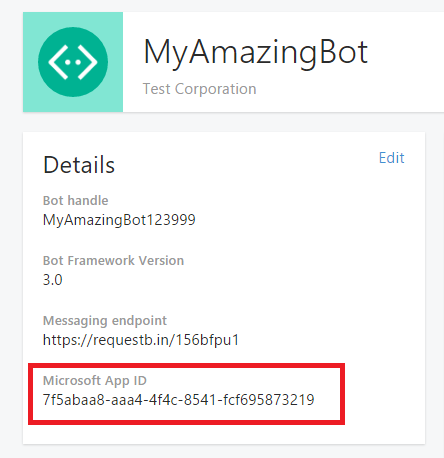 MyAmazingBot
Test Corporation
Details
Edit
Bot handle
MyAmazingBot123999
Bot Framework Version
3.0
Messaging endpoint
https://requestb.in/156bfpu1
Microsoft App ID
7f5abaa8-aaa4-4f4c-8541-fcf695873219